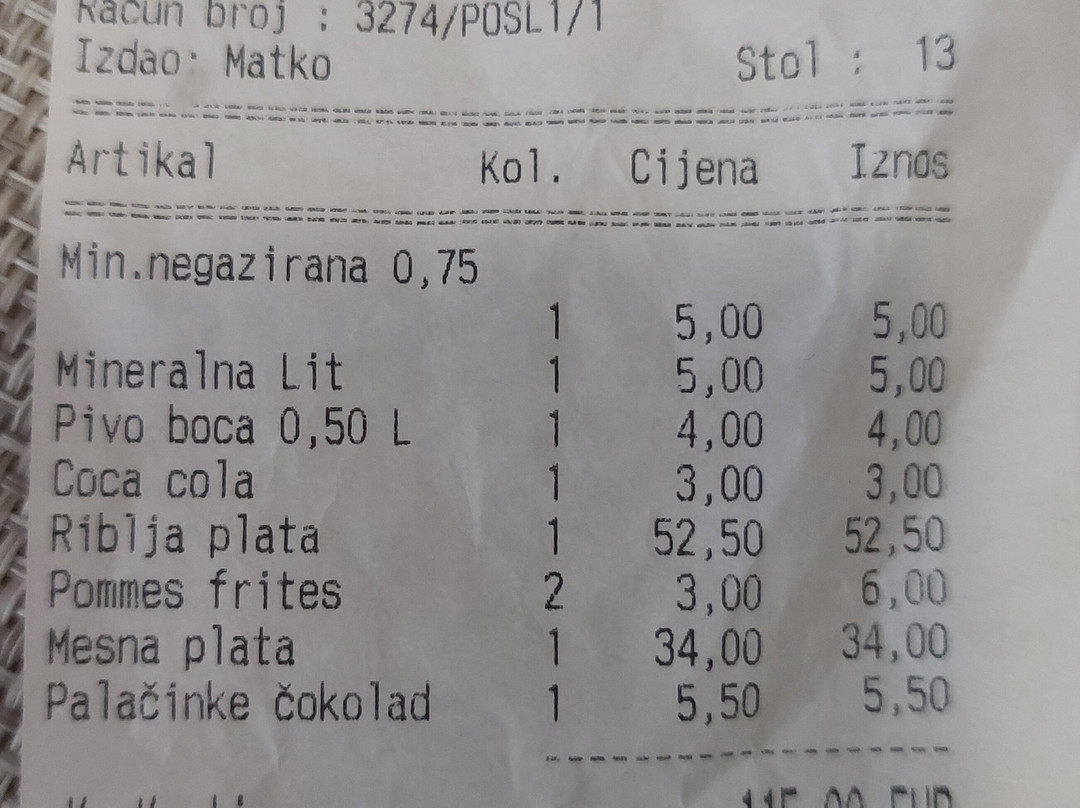 Račun broj : 3274/POSL1/1
Izdao: Matko Stol : 13
Artikal Kol. Cijena Iznos
Min.negazirana 0,75
1 5,00 5,00
Mineralna Lit 1 5,00 5,00
Pivo boca 0,50 L 1 4,00 4,00
Coca cola 1 3,00 3,00
Riblja plata 1 52,50 52,50
Pommes frites 2 3,00 6,00
Mesna plata 1 34,00 34,00
Palačinke čokolad 1 5,50 5,50
115,00 EUR